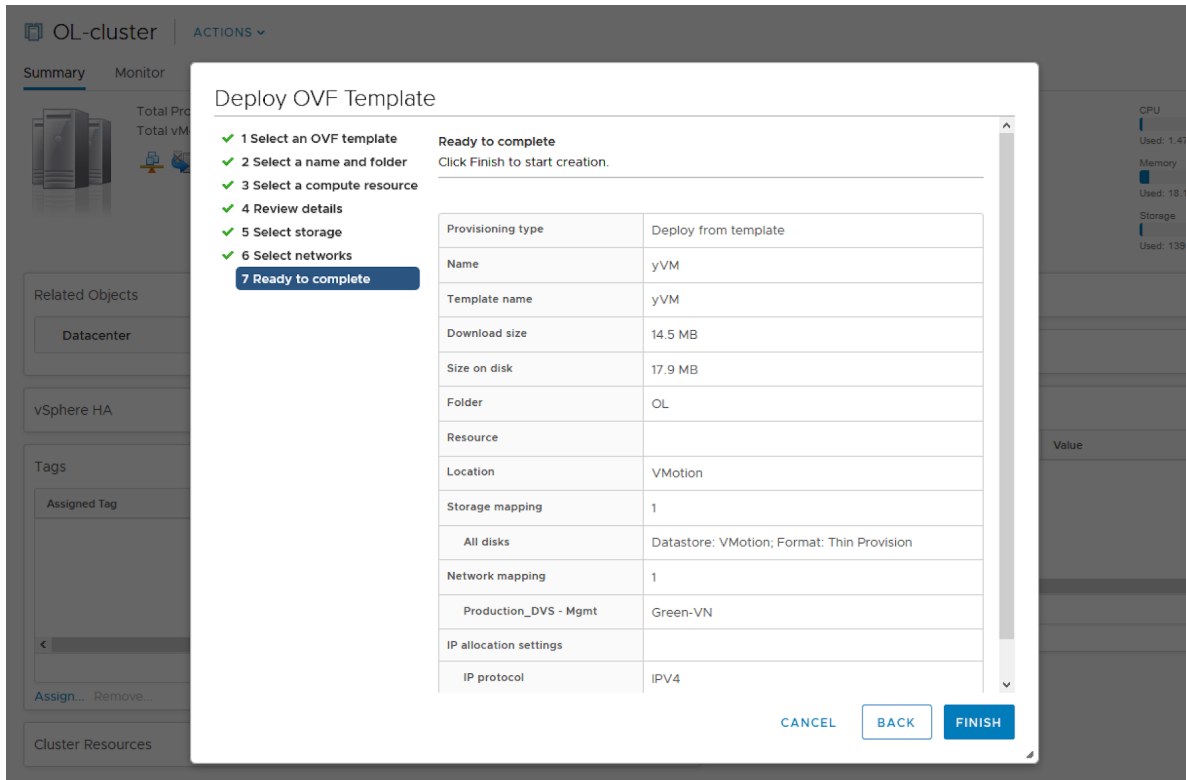 OL-cluster ACTIONS
Summary Monitor
Total Pro
Total vM
CPU
Used: 1.47
Memory
Used: 18.1
Storage
Used: 139
Related Objects
Datacenter
vSphere HA
Tags
Assigned Tag
Value
Assign... Remove...
Cluster Resources
Deploy OVF Template
1 Select an OVF template
2 Select a name and folder
3 Select a compute resource
4 Review details
5 Select storage
6 Select networks
7 Ready to complete
Ready to complete
Click Finish to start creation.
Provisioning type Deploy from template
Name yVM
Template name yVM
Download size 14.5 MB
Size on disk 17.9 MB
Folder OL
Resource
Location VMotion
Storage mapping 1
All disks Datastore: VMotion; Format: Thin Provision
Network mapping 1
Production_DVS - Mgmt Green-VN
IP allocation settings
IP protocol IPV4
CANCEL BACK FINISH